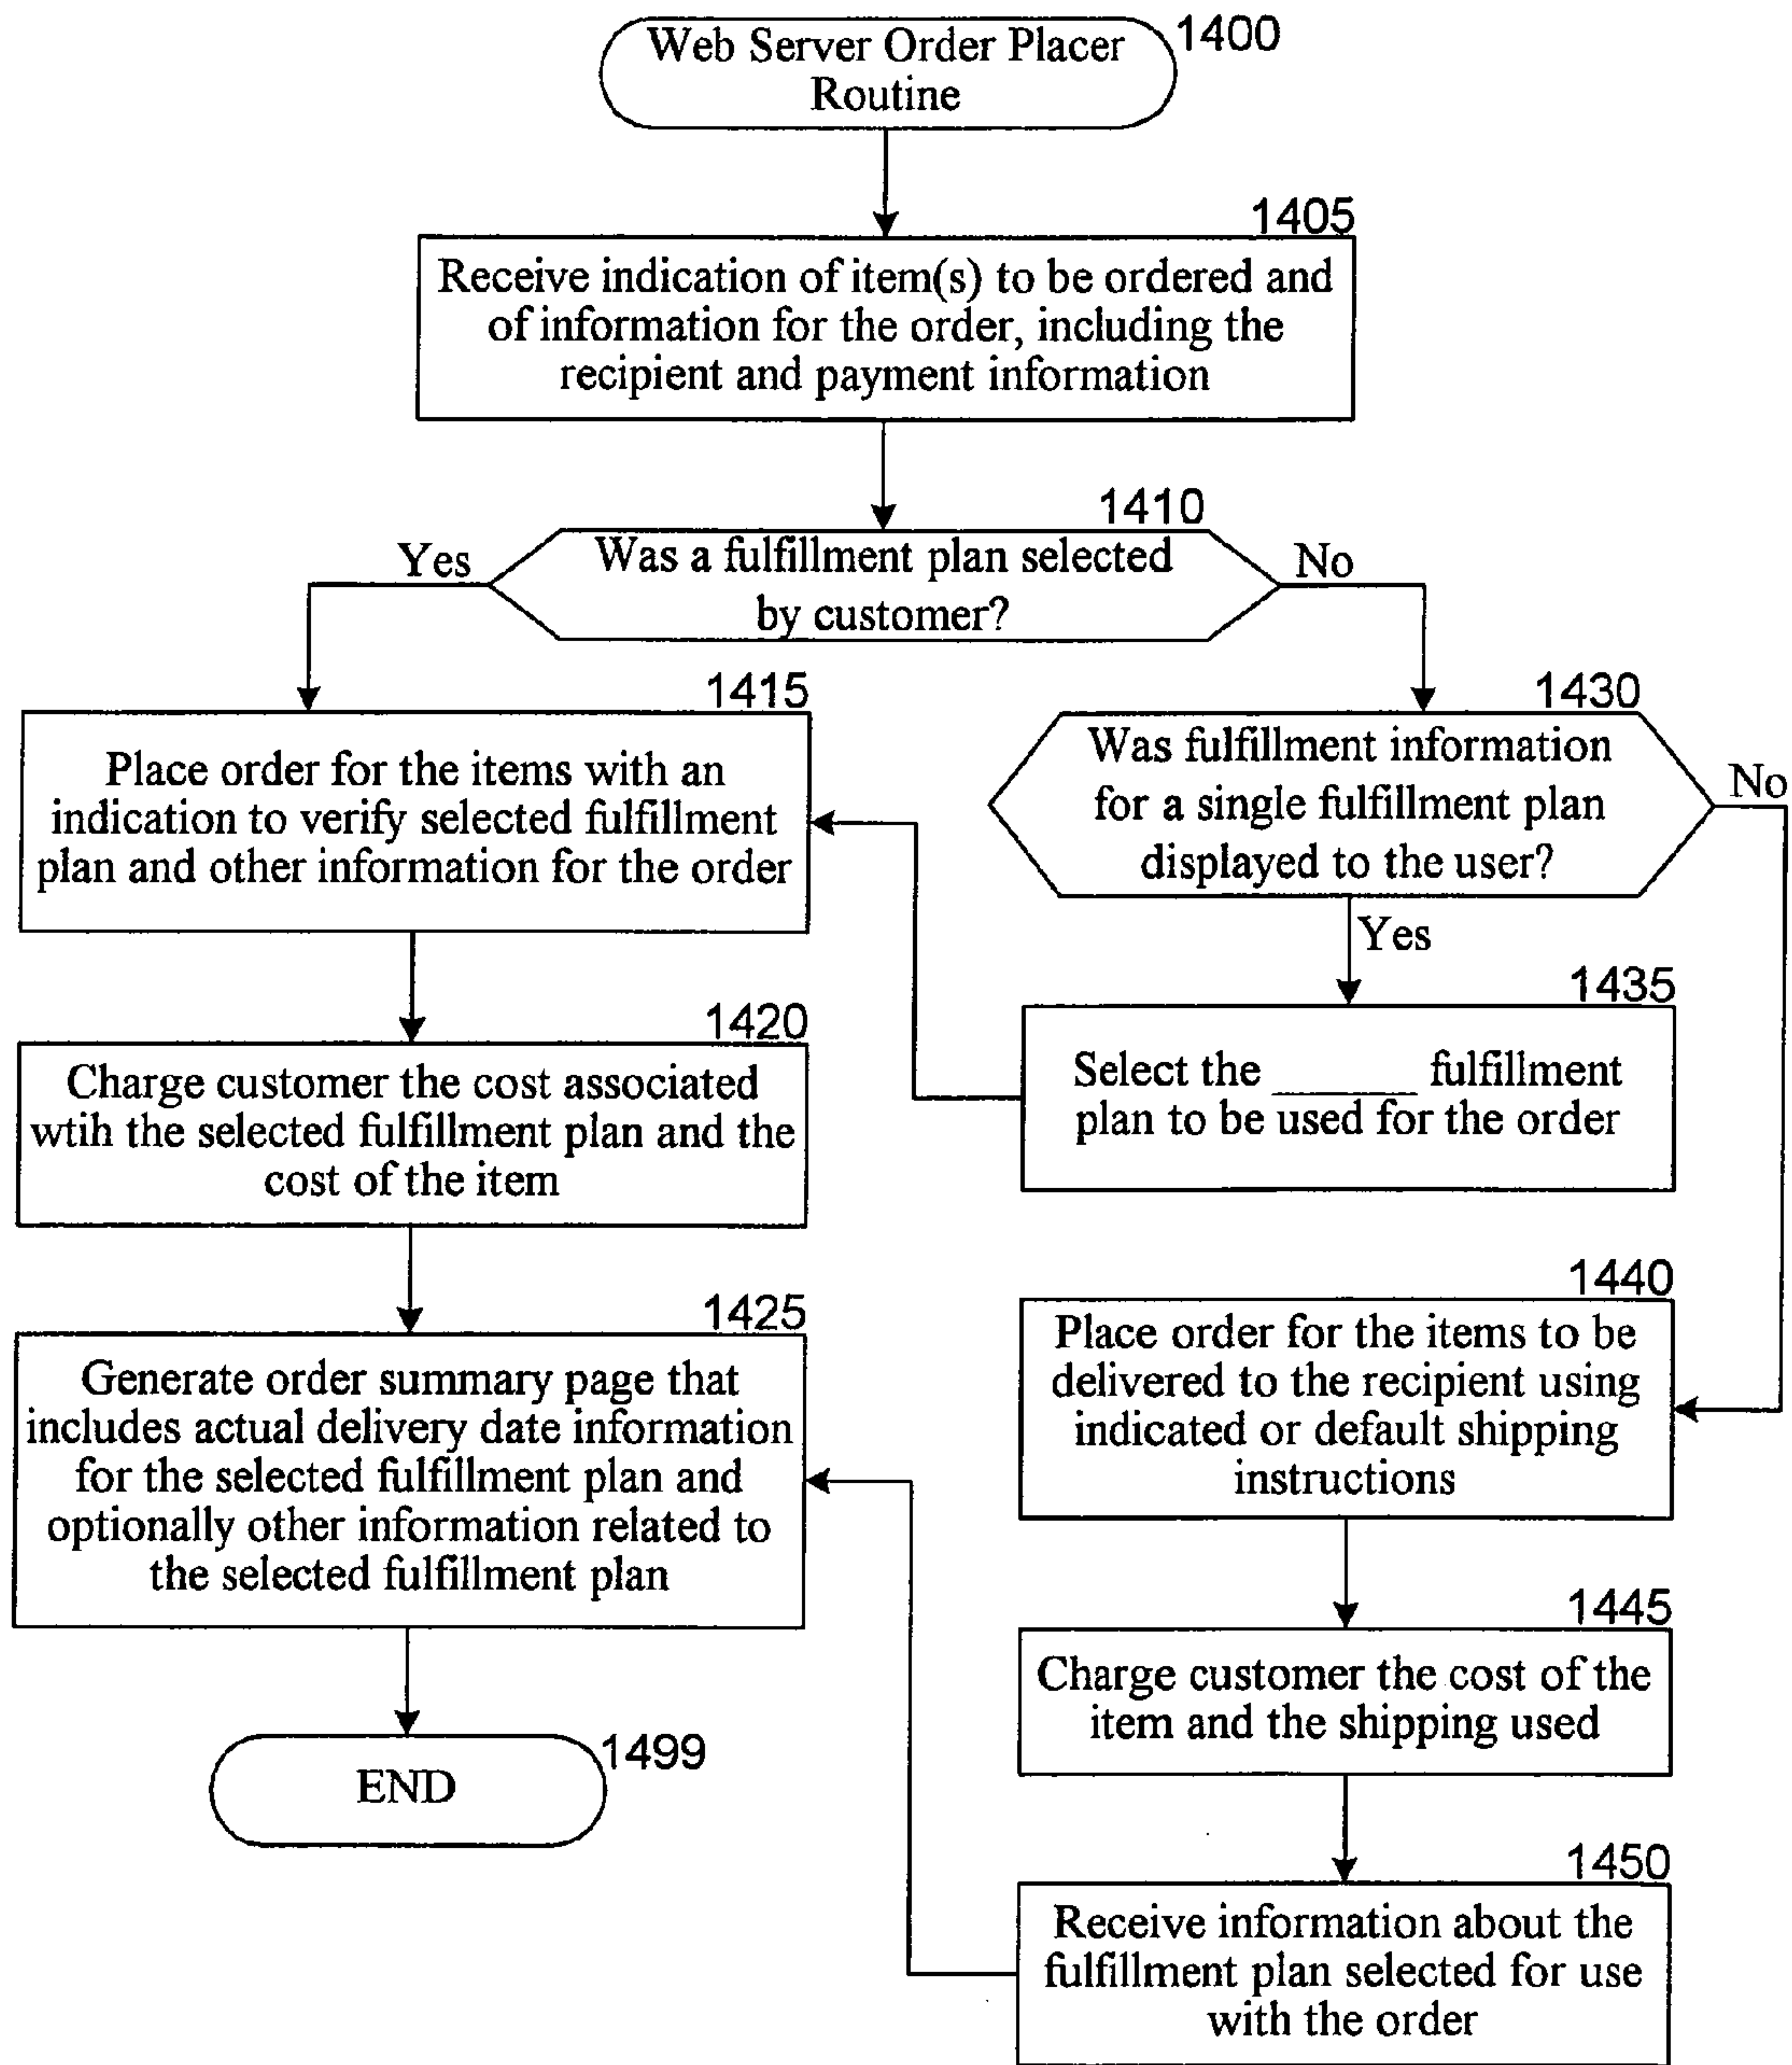 Web Server Order Placer
Routine
1400
1405
Receive indication of item(s) to be ordered and
of information for the order, including the
recipient and payment information
1410
Was a fulfillment plan selected
by customer?
Yes
No
1415
Place order for the items with an
indication to verify selected fulfillment
plan and other information for the order
1430
Was fulfillment information
for a single fulfillment plan
displayed to the user?
No
Yes
1435
Select the ______ fulfillment
plan to be used for the order
1420
Charge customer the cost associated
wtih the selected fulfillment plan and the
cost of the item
1440
Place order for the items to be
delivered to the recipient using
indicated or default shipping
instructions
1425
Generate order summary page that
includes actual delivery date information
for the selected fulfillment plan and
optionally other information related to
the selected fulfillment plan
1445
Charge customer the cost of the
item and the shipping used
1499
END
1450
Receive information about the
fulfillment plan selected for use
with the order